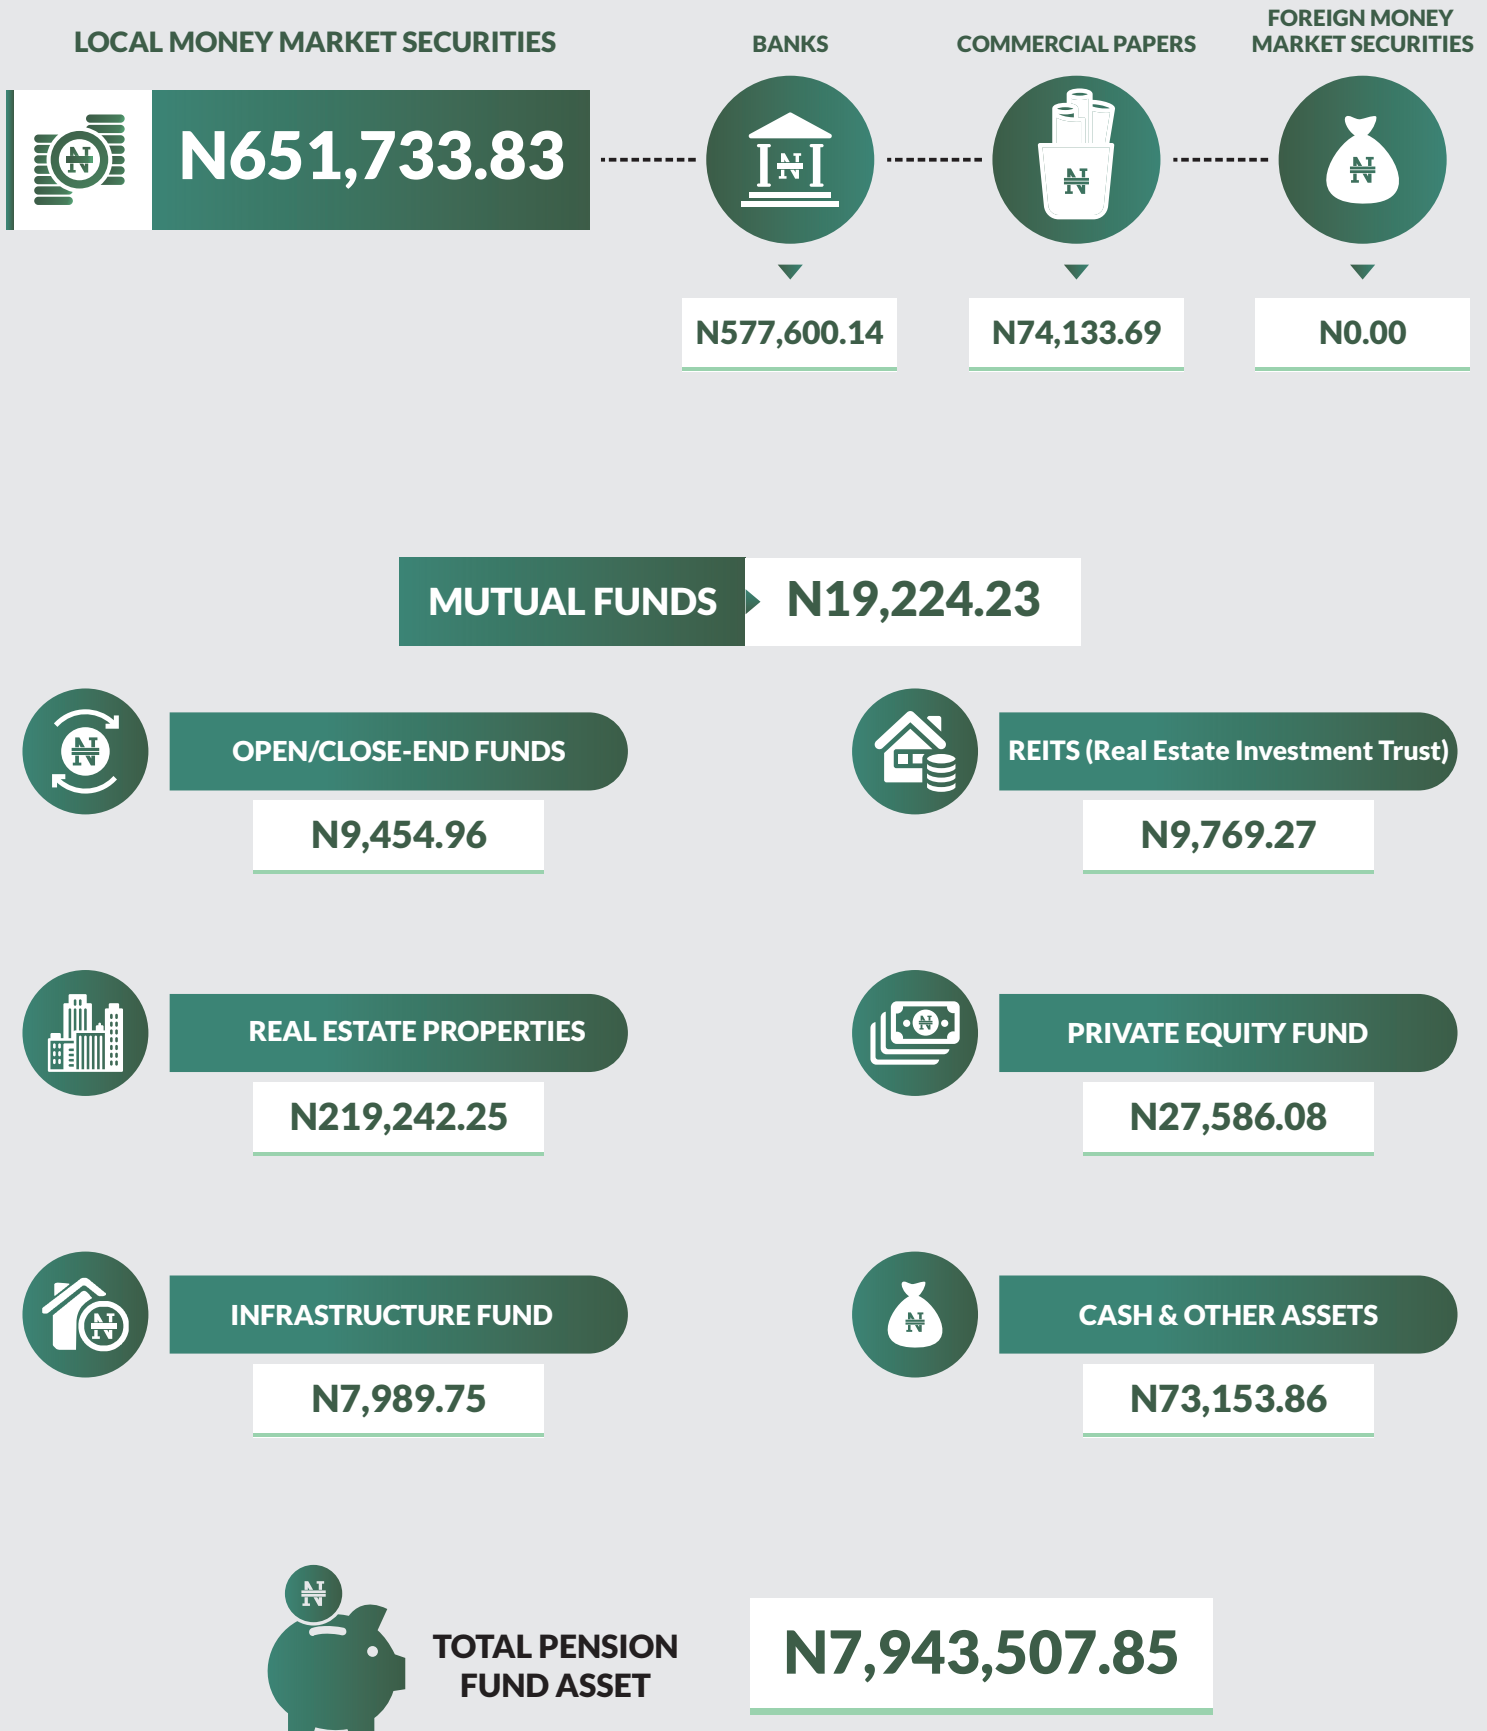 LOCAL MONEY MARKET SECURITIES
N651,733.83
BANKS
N577,600.14
COMMERCIAL PAPERS
N74,133.69
FOREIGN MONEY
MARKET SECURITIES
N0.00
MUTUAL FUNDS
N19,224.23
OPEN/CLOSE-END FUNDS
N9,454.96
REITS (Real Estate Investment Trust)
N9,769.27
REAL ESTATE PROPERTIES
N219,242.25
PRIVATE EQUITY FUND
N27,586.08
INFRASTRUCTURE FUND
N7,989.75
CASH & OTHER ASSETS
N73,153.86
TOTAL PENSION
FUND ASSET
N7,943,507.85